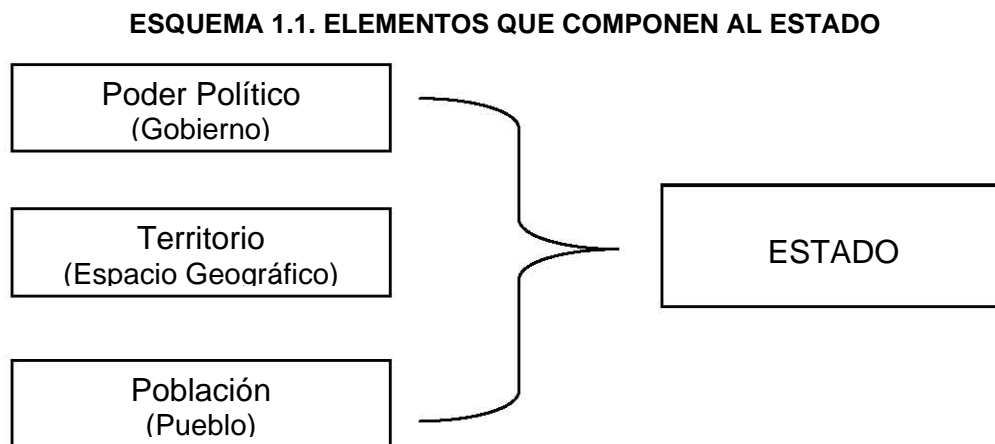 ESQUEMA 1.1. ELEMENTOS QUE COMPONEN AL ESTADO
Poder Político
(Gobierno)
Territorio
(Espacio Geográfico)
ESTADO
Población
(Pueblo)